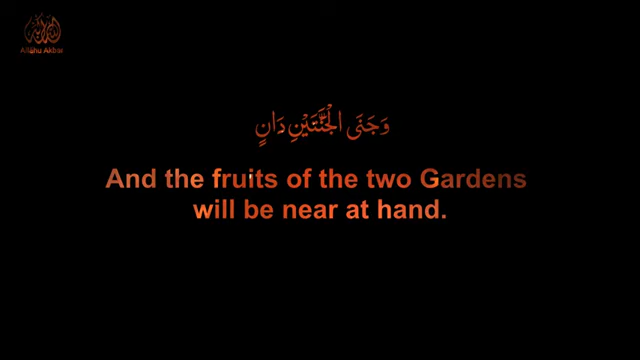 Allahu Akbar
وَجَنَى الْجَنَّتَيْنِ دَانٍ
And the fruits of the two Gardens
will be near at hand.